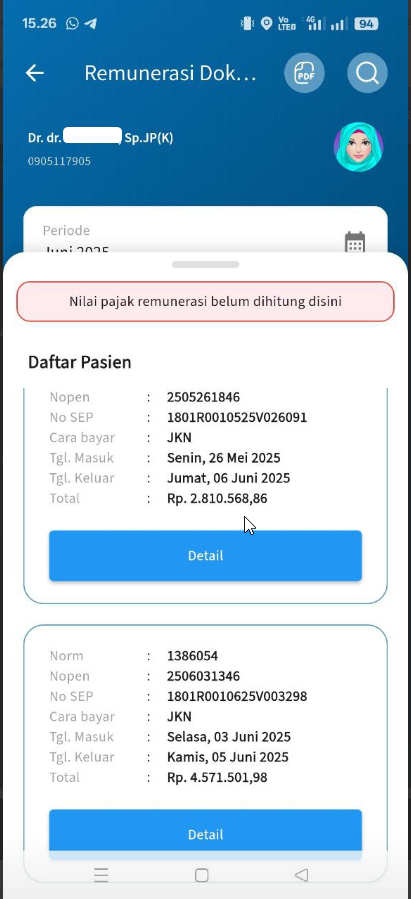 15.26
Vo
LTE
4G
94
Remunerasi Dok...
PDF
Dr. dr. Sp.JP(K)
0905117905
Periode
Juni 2025
Nilai pajak remunerasi belum dihitung disini
Daftar Pasien
Nopen : 2505261846
No SEP : 1801R0010525V026091
Cara bayar : JKN
Tgl. Masuk : Senin, 26 Mei 2025
Tgl. Keluar : Jumat, 06 Juni 2025
Total : Rp. 2.810.568,86
Detail
Norm : 1386054
Nopen : 2506031346
No SEP : 1801R0010625V003298
Cara bayar : JKN
Tgl. Masuk : Selasa, 03 Juni 2025
Tgl. Keluar : Kamis, 05 Juni 2025
Total : Rp. 4.571.501,98
Detail